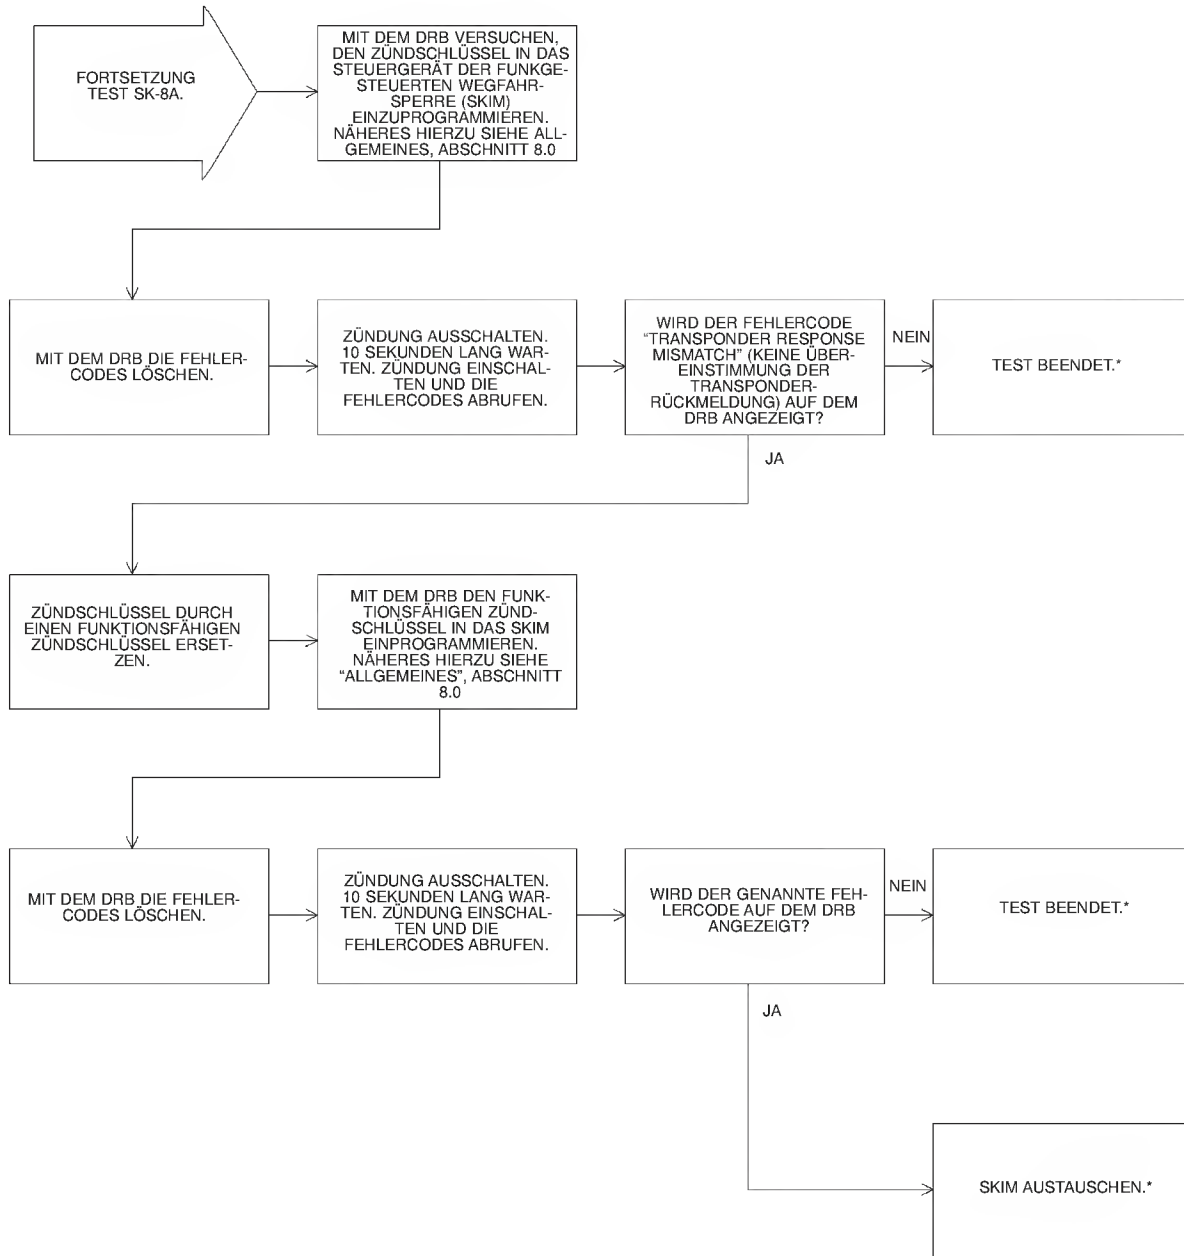 FORTSETZUNG
TEST SK-8A.
MIT DEM DRB VERSUCHEN,
DEN ZÜNDSCHLÜSSEL IN DAS
STEUERGERÄT DER FUNKGE-
STEUERTEN WEGFAHR-
SPERRE (SKIM)
EINZUPROGRAMMIEREN.
NÄHERES HIERZU SIEHE ALL-
GEMEINES, ABSCHNITT 8.0
MIT DEM DRB DIE FEHLER-
CODES LÖSCHEN.
ZÜNDUNG AUSSCHALTEN.
10 SEKUNDEN LANG WAR-
TEN. ZÜNDUNG EINSCHAL-
TEN UND DIE
FEHLERCODES ABRUFEN.
WIRD DER FEHLERCODE
“TRANSPONDER RESPONSE
MISMATCH” (KEINE ÜBER-
EINSTIMMUNG DER
TRANSPONDER-
RÜCKMELDUNG) AUF DEM
DRB ANGEZEIGT?
NEIN
TEST BEENDET.*
JA
ZÜNDSCHLÜSSEL DURCH
EINEN FUNKTIONSFÄHIGEN
ZÜNDSCHLÜSSEL ERSET-
ZEN.
MIT DEM DRB DEN FUNK-
TIONSFÄHIGEN ZÜND-
SCHLÜSSEL IN DAS SKIM
EINPROGRAMMIEREN.
NÄHERES HIERZU SIEHE
“ALLGEMEINES”, ABSCHNITT
8.0
MIT DEM DRB DIE FEHLER-
CODES LÖSCHEN.
ZÜNDUNG AUSSCHALTEN.
10 SEKUNDEN LANG WAR-
TEN. ZÜNDUNG EINSCHAL-
TEN UND DIE
FEHLERCODES ABRUFEN.
WIRD DER GENANNTE FEH-
LERCODE AUF DEM DRB
ANGEZEIGT?
NEIN
TEST BEENDET.*
JA
SKIM AUSTAUSCHEN.*